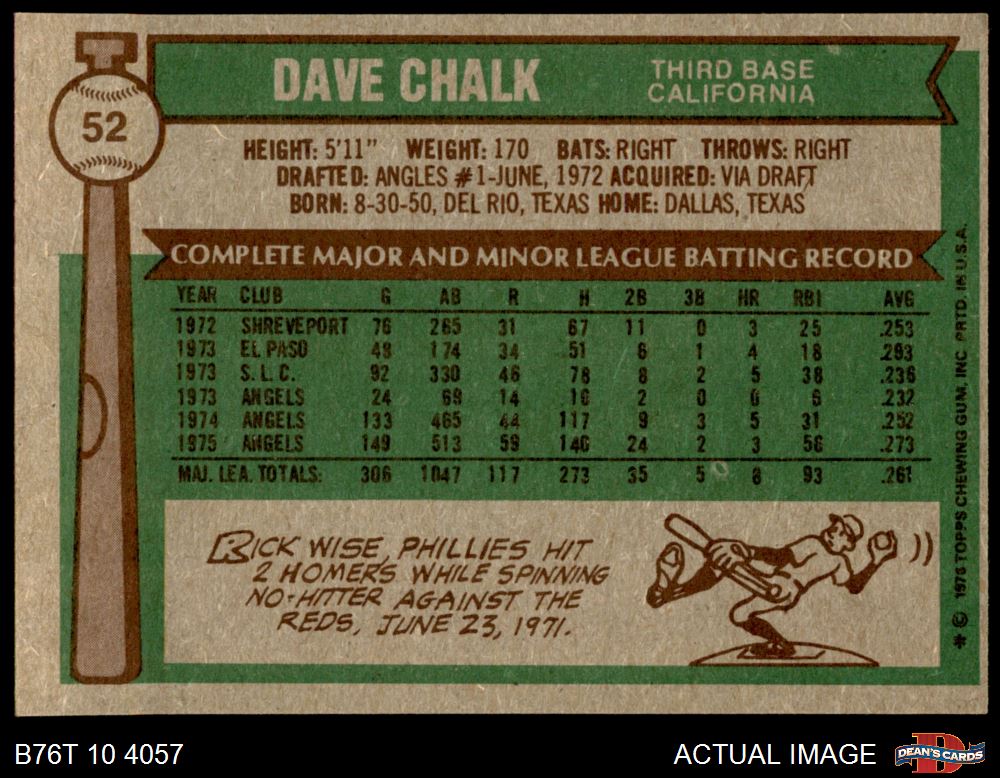 52
DAVE CHALK
THIRD BASE
CALIFORNIA
HEIGHT: 5'11" WEIGHT: 170 BATS: RIGHT THROWS: RIGHT
DRAFTED: ANGLES #1-JUNE, 1972 ACQUIRED: VIA DRAFT
BORN: 8-30-50, DEL RIO, TEXAS HOME: DALLAS, TEXAS
COMPLETE MAJOR AND MINOR LEAGUE BATTING RECORD
YEAR CLUB G AB R H 2B 3B HR RBI AVG
1972 SHREVEPORT 76 265 31 67 11 0 3 25 .253
1973 EL PASO 48 174 34 51 6 1 4 18 .293
1973 S.L.C. 92 330 46 78 8 2 5 38 .236
1973 ANGELS 24 69 14 16 2 0 0 6 .232
1974 ANGELS 133 465 44 117 9 3 5 31 .252
1975 ANGELS 149 513 59 140 24 2 3 56 .273
MAJ. LEA. TOTALS: 306 1047 117 273 35 5 8 93 .261
RICK WISE, PHILLIES HIT
2 HOMERS WHILE SPINNING
NO-HITTER AGAINST THE
REDS, JUNE 23, 1971.
* © 1976 TOPPS CHEWING GUM, INC. PRTD. IN U.S.A.
B76T 10 4057
ACTUAL IMAGE
DEAN'S CARDS